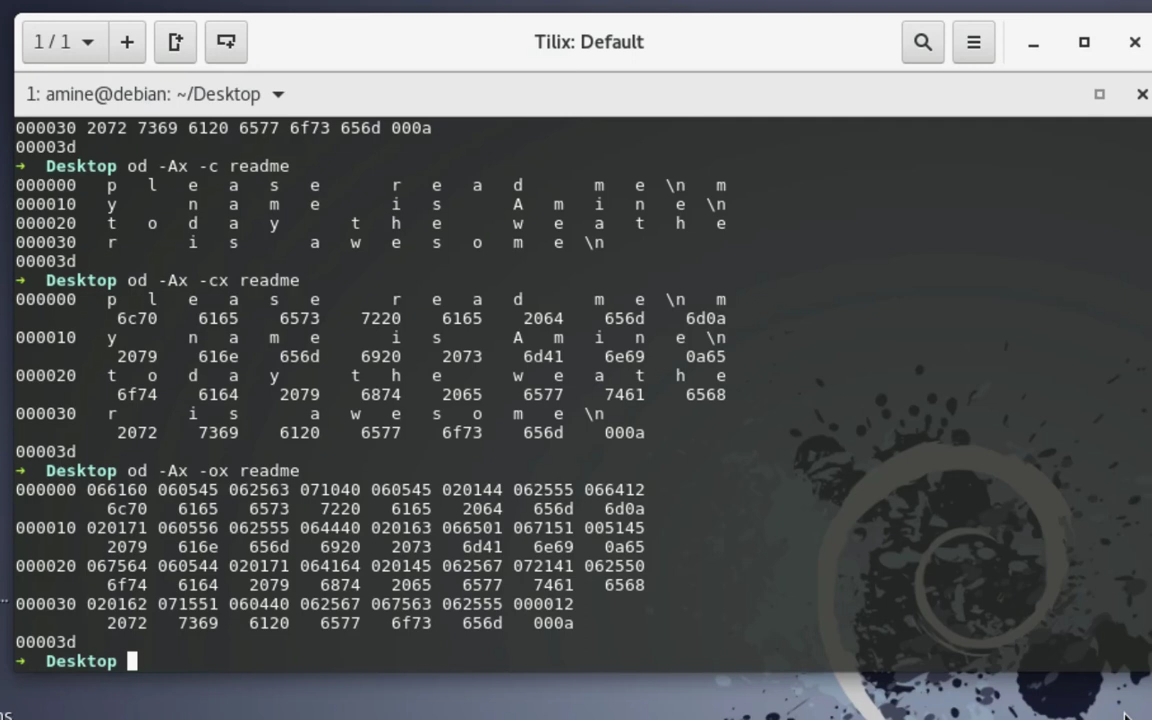 1 / 1
Tilix: Default
1: amine@debian: ~/Desktop
000030 2072 7369 6120 6577 6f73 656d 000a
00003d
➜  Desktop od -Ax -c readme
000000   p   l   e   a   s   e       r   e   a   d       m   e  \n   m
000010   y       n   a   m   e       i   s       A   m   i   n   e  \n
000020   t   o   d   a   y       t   h   e       w   e   a   t   h   e
000030   r       i   s       a   w   e   s   o   m   e  \n
00003d
➜  Desktop od -Ax -cx readme
000000   p   l   e   a   s   e       r   e   a   d       m   e  \n   m
          6c70    6165    6573    7220    6165    2064    656d    6d0a
000010   y       n   a   m   e       i   s       A   m   i   n   e  \n
          2079    616e    656d    6920    2073    6d41    6e69    0a65
000020   t   o   d   a   y       t   h   e       w   e   a   t   h   e
          6f74    6164    2079    6874    2065    6577    7461    6568
000030   r       i   s       a   w   e   s   o   m   e  \n
          2072    7369    6120    6577    6f73    656d    000a
00003d
➜  Desktop od -Ax -ox readme
000000 066160 060545 062563 071040 060545 020144 062555 066412
         6c70   6165   6573   7220   6165   2064   656d   6d0a
000010 020171 060556 062555 064440 020163 066501 067151 005145
         2079   616e   656d   6920   2073   6d41   6e69   0a65
000020 067564 060544 020171 064164 020145 062567 072141 062550
         6f74   6164   2079   6874   2065   6577   7461   6568
000030 020162 071551 060440 062567 067563 062555 000012
         2072   7369   6120   6577   6f73   656d   000a
00003d
➜  Desktop